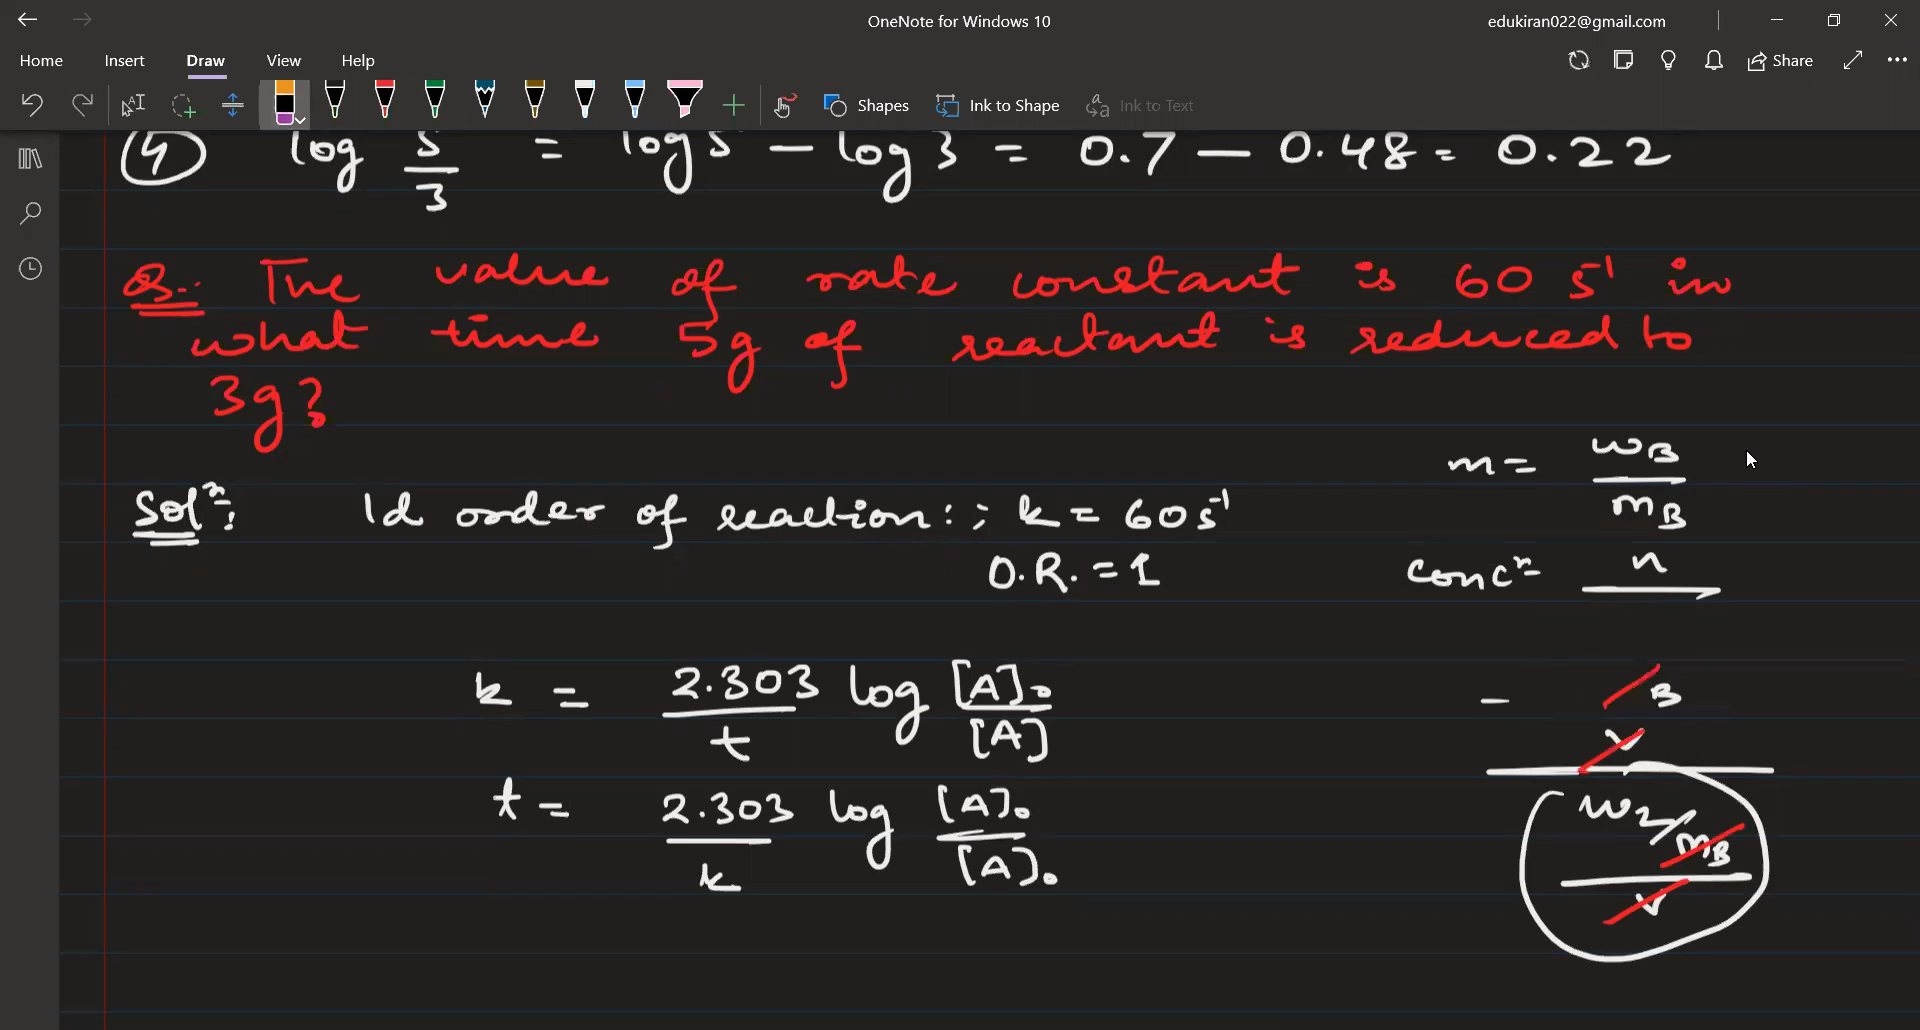 OneNote for Windows 10
edukiran022@gmail.com
Home Insert Draw View Help
Share
Shapes Ink to Shape Ink to Text
(4) log 5/3 = log 5 - log 3 = 0.7 - 0.48 = 0.22
Q:- The value of rate constant is 60 s⁻¹ in
what time 5g of reactant is reduced to
3g?
Solⁿ: Id order of reaction:; k = 60 s⁻¹
O.R. = 1
k = 2.303/t log [A]₀/[A]
t = 2.303/k log [A]₀/[A]₀
m = wB/mB
concⁿ = n
B
V
w2/mB
V